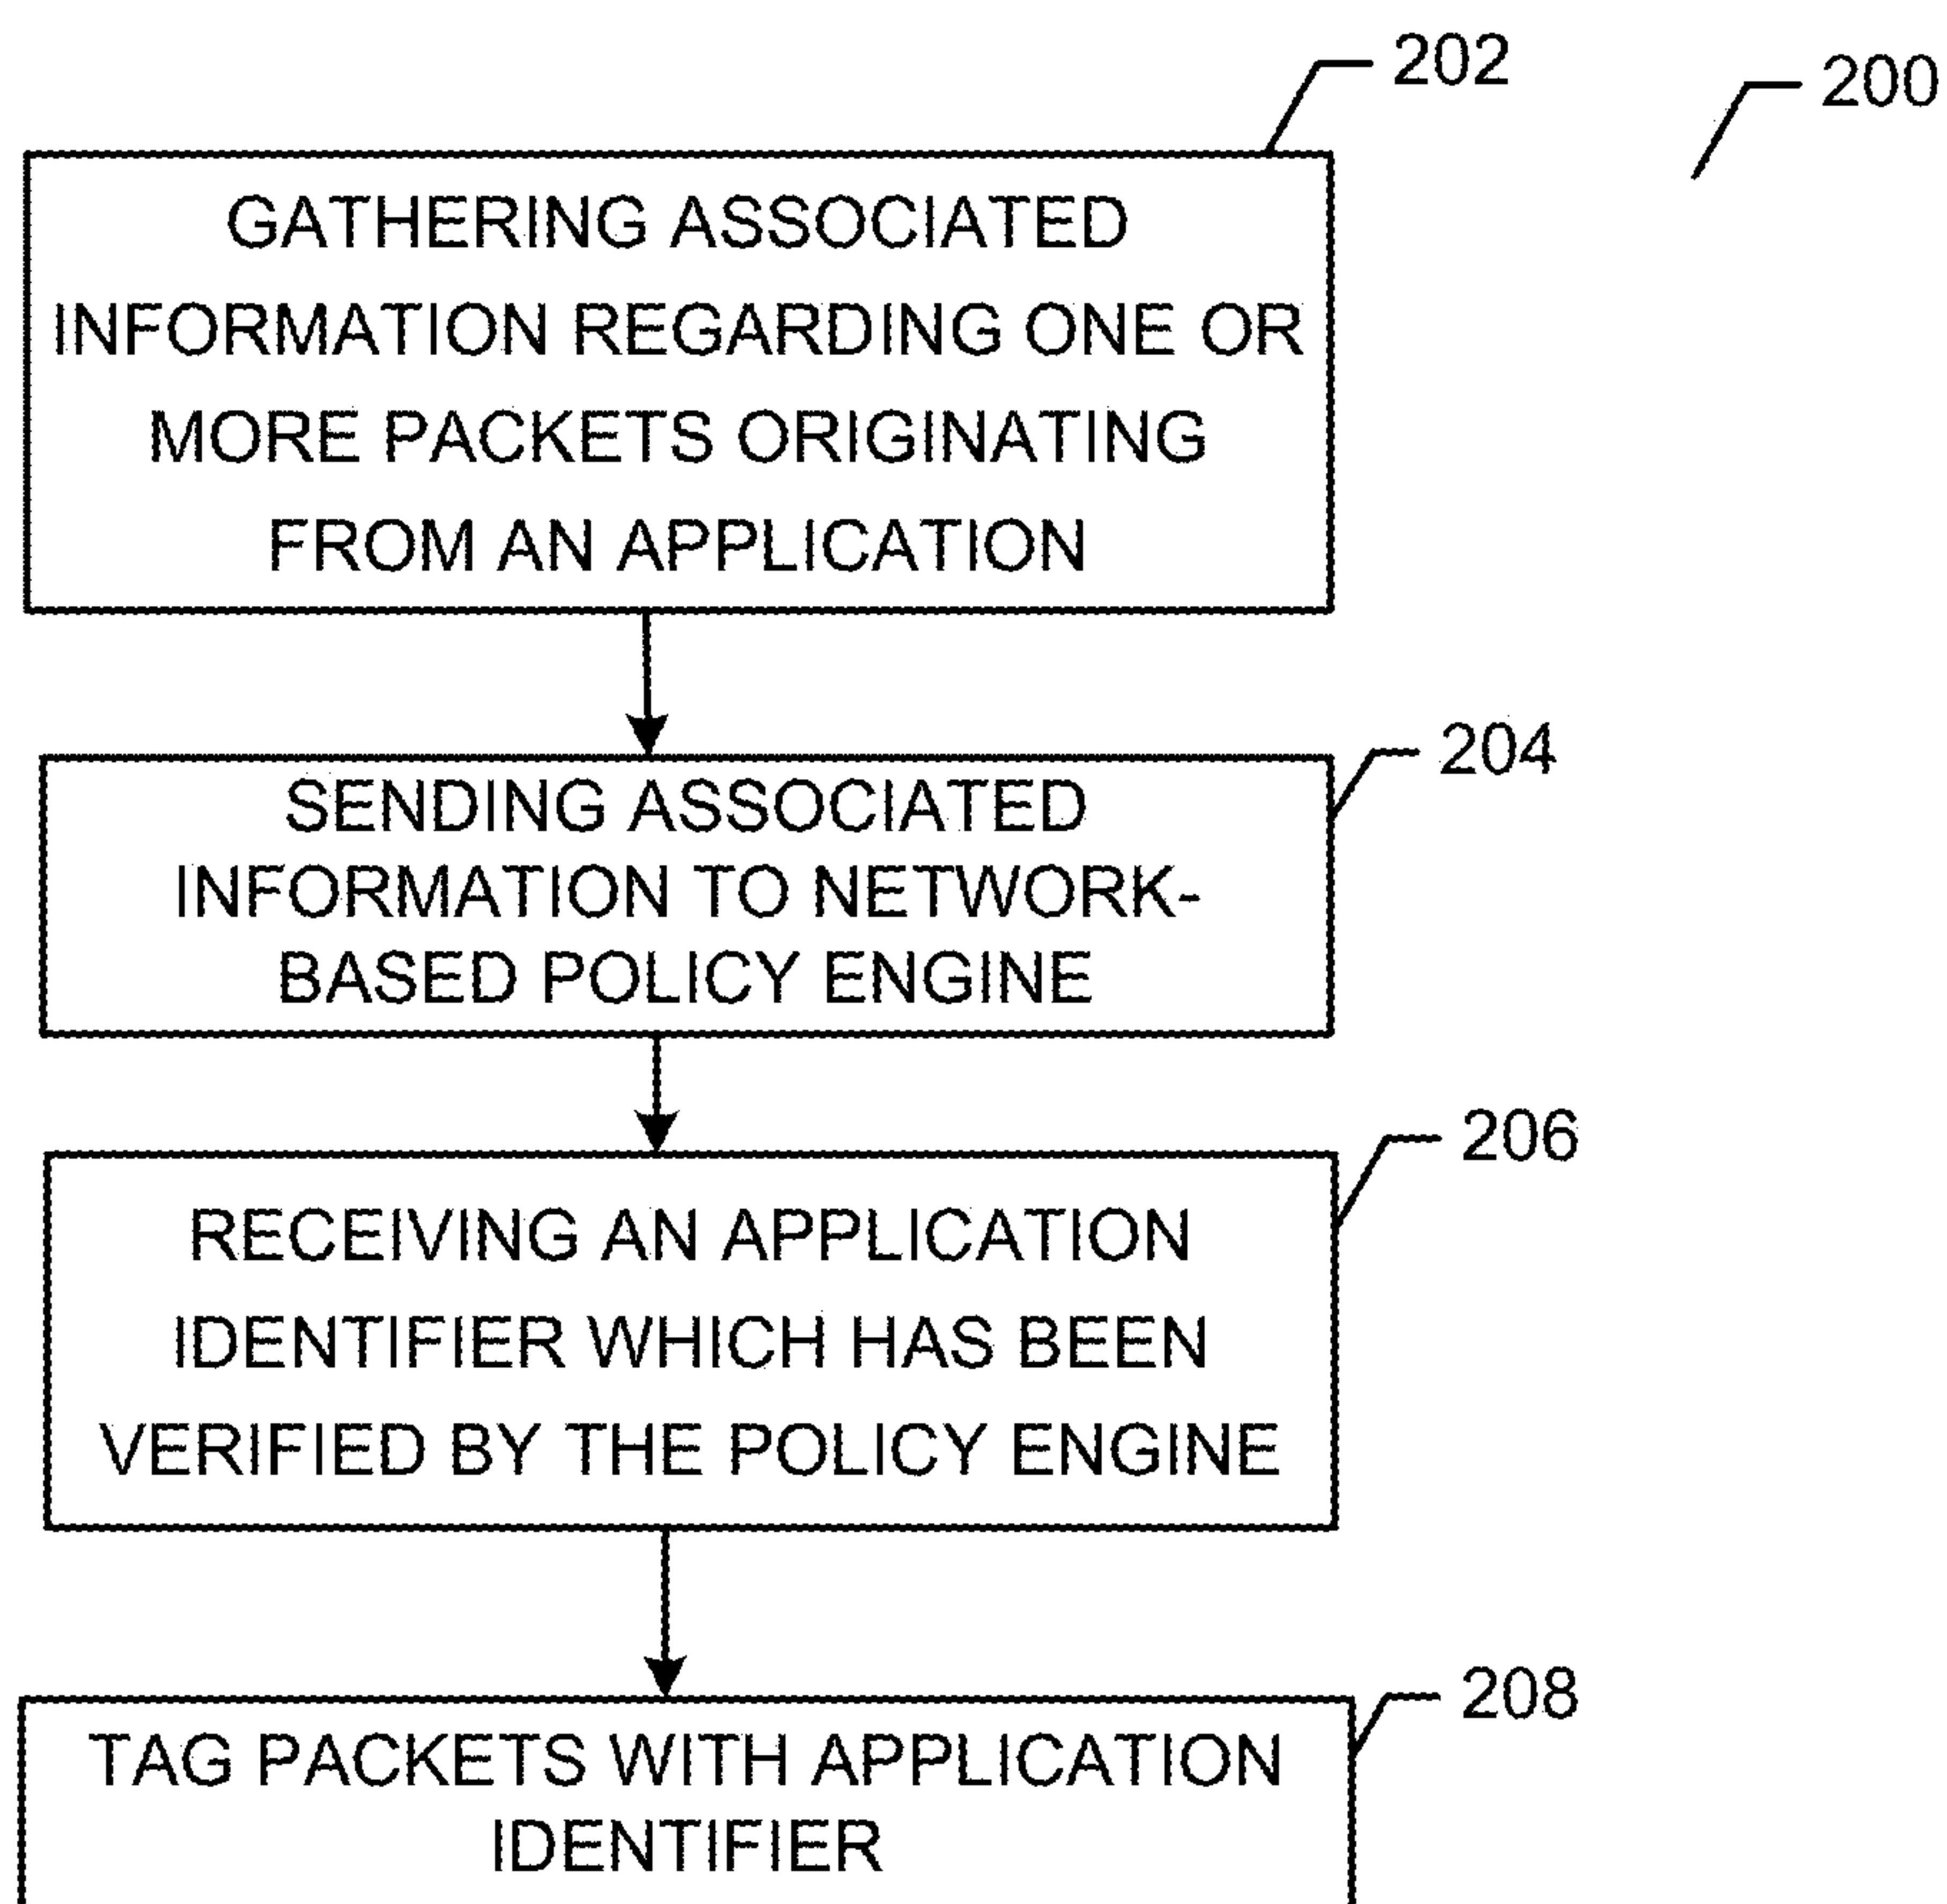 202
200
GATHERING ASSOCIATED
INFORMATION REGARDING ONE OR
MORE PACKETS ORIGINATING
FROM AN APPLICATION
204
SENDING ASSOCIATED
INFORMATION TO NETWORK-
BASED POLICY ENGINE
206
RECEIVING AN APPLICATION
IDENTIFIER WHICH HAS BEEN
VERIFIED BY THE POLICY ENGINE
208
TAG PACKETS WITH APPLICATION
IDENTIFIER